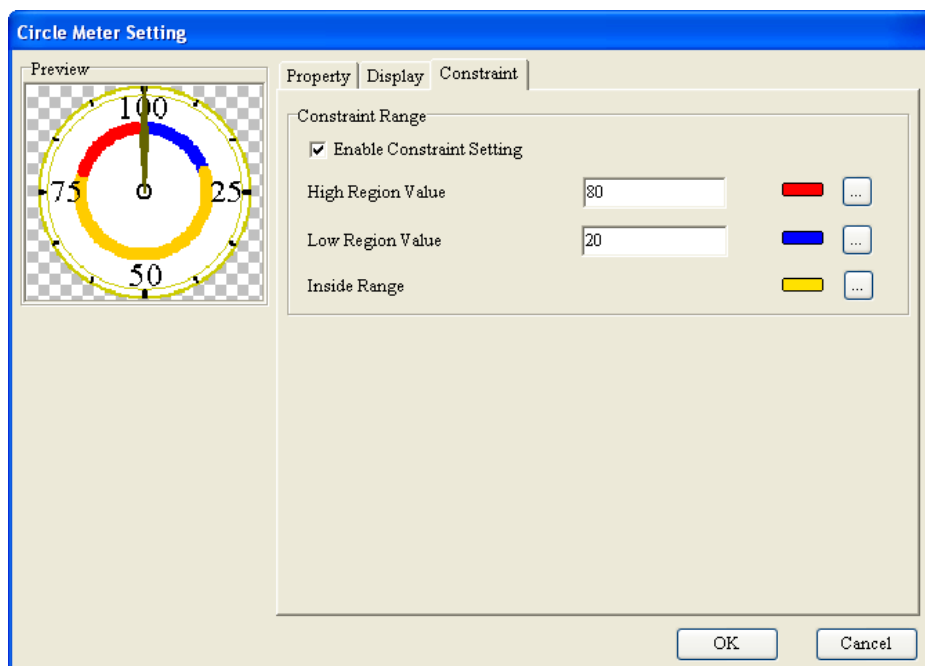 Circle Meter Setting
Preview
100
75
25
50
Property
Display
Constraint
Constraint Range
Enable Constraint Setting
High Region Value
80
...
Low Region Value
20
...
Inside Range
...
OK
Cancel